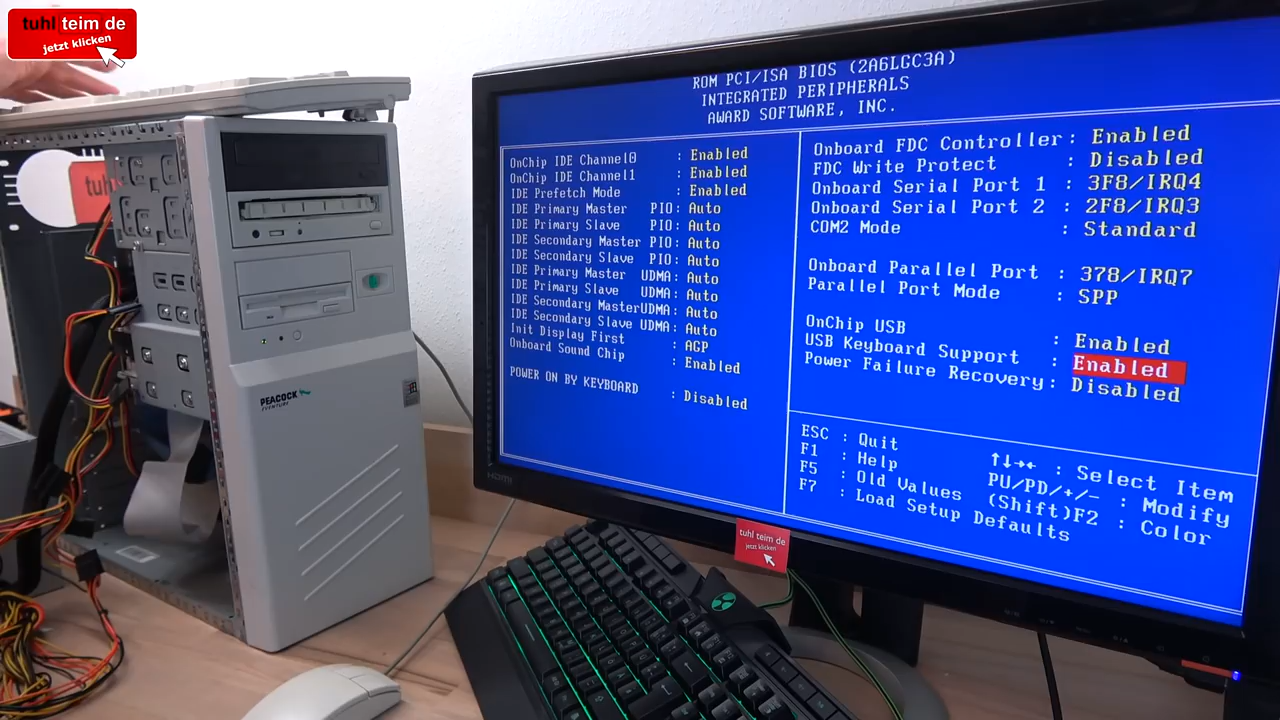 tuhl teim de
jetzt klicken
tuh
PEACOCK
ROM PCI/ISA BIOS (2A6LGC3A)
INTEGRATED PERIPHERALS
AWARD SOFTWARE, INC.
OnChip IDE Channel0 : Enabled
OnChip IDE Channel1 : Enabled
IDE Prefetch Mode : Enabled
IDE Primary Master PIO: Auto
IDE Primary Slave PIO: Auto
IDE Secondary Master PIO: Auto
IDE Secondary Slave PIO: Auto
IDE Primary Master UDMA: Auto
IDE Primary Slave UDMA: Auto
IDE Secondary MasterUDMA: Auto
IDE Secondary Slave UDMA: Auto
Init Display First : AGP
Onboard Sound Chip : Enabled
POWER ON BY KEYBOARD : Disabled
Onboard FDC Controller: Enabled
FDC Write Protect : Disabled
Onboard Serial Port 1 : 3F8/IRQ4
Onboard Serial Port 2 : 2F8/IRQ3
COM2 Mode : Standard
Onboard Parallel Port : 378/IRQ7
Parallel Port Mode : SPP
OnChip USB : Enabled
USB Keyboard Support : Enabled
Power Failure Recovery: Disabled
ESC : Quit
↑↓→← : Select Item
F1 : Help
PU/PD/+/- : Modify
F5 : Old Values
(Shift)F2 : Color
F7 : Load Setup Defaults
HDMI
tuhl teim de
jetzt klicken